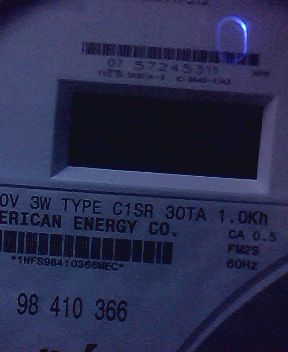 01 57245311
0V 3W TYPE C1SR 30TA 1.0Kh
ERICAN ENERGY CO.
CA 0.5
FM2S
60Hz
*1NFS98410366MEC*
98 410 366